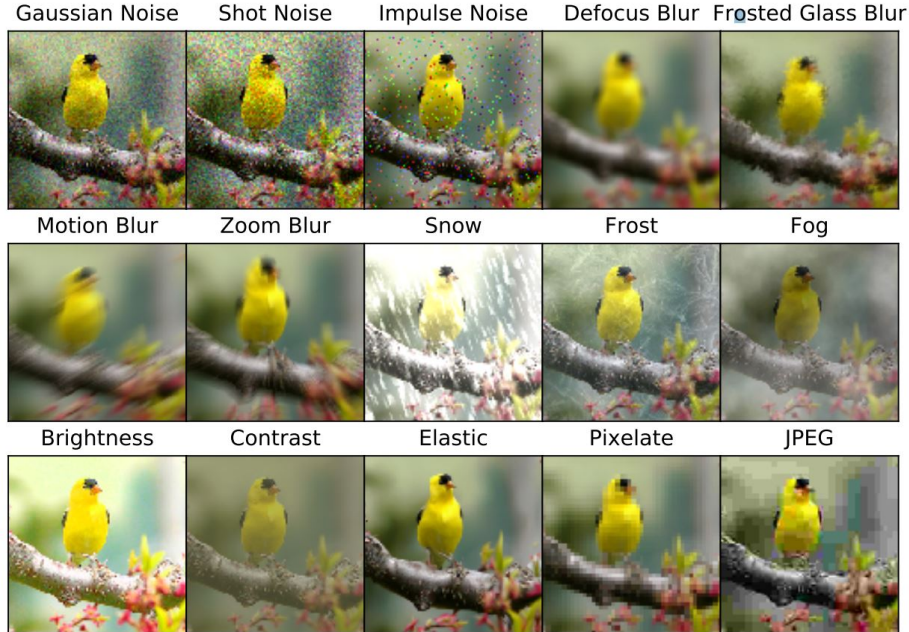 Gaussian Noise Shot Noise Impulse Noise Defocus Blur Frosted Glass Blur
Motion Blur Zoom Blur Snow Frost Fog
Brightness Contrast Elastic Pixelate JPEG